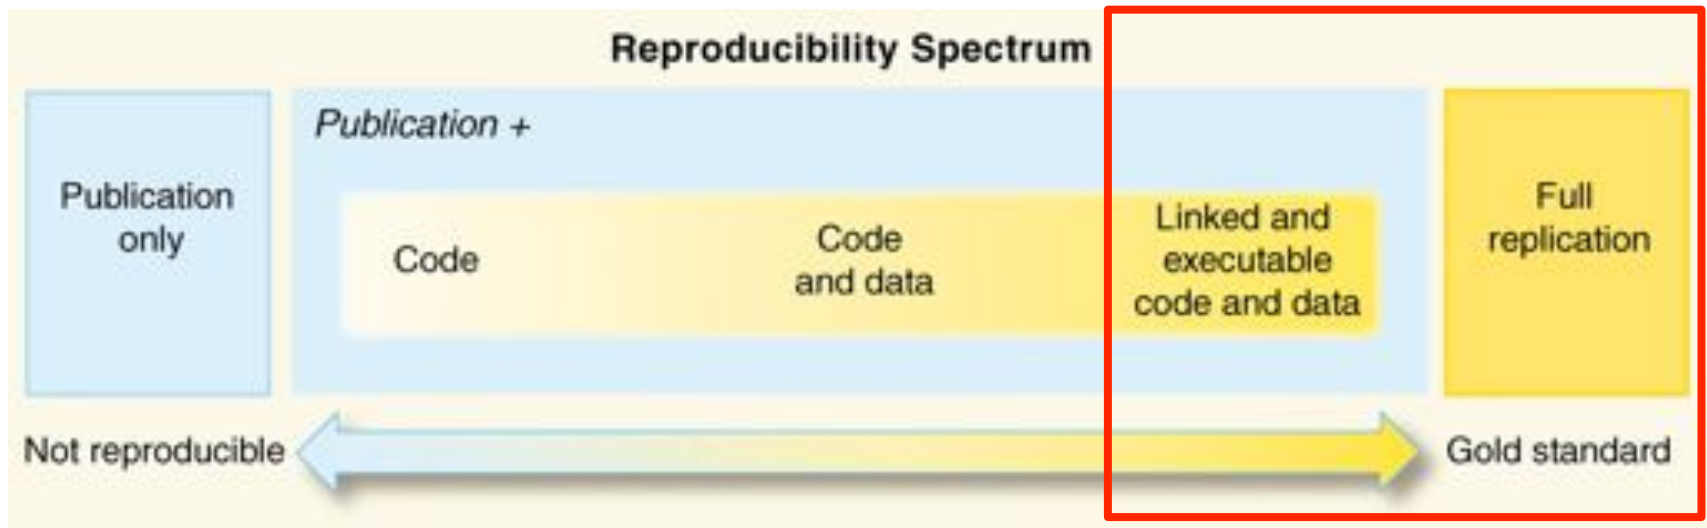 Reproducibility Spectrum
Publication
only
Publication +
Code
Code
and data
Linked and
executable
code and data
Full
replication
Not reproducible
Gold standard